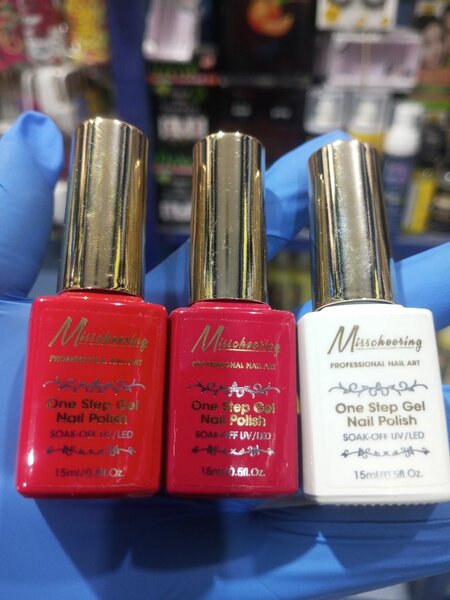 Misscheering
PROFESSIONAL NAIL ART
One Step Gel
Nail Polish
SOAK-OFF UV/LED
15ml/0.5fl.Oz.
Misscheering
PROFESSIONAL NAIL ART
One Step Gel
Nail Polish
SOAK-OFF UV/LED
15ml/0.5fl.Oz.
Misscheering
PROFESSIONAL NAIL ART
One Step Gel
Nail Polish
SOAK-OFF UV/LED
15ml/0.5fl.Oz.